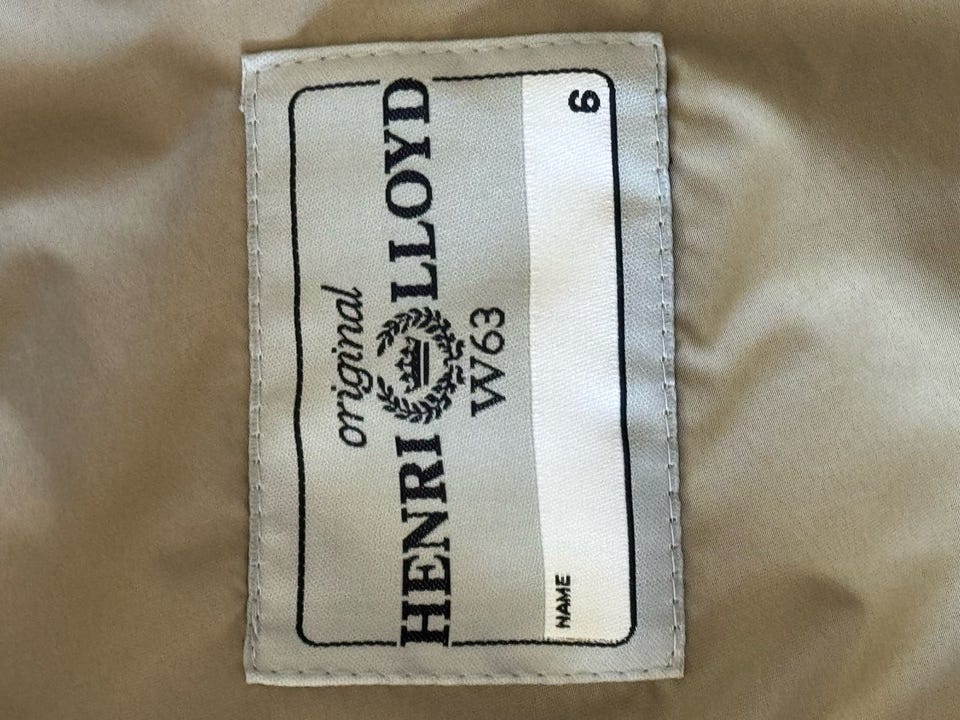 original
HENRI LLOYD
W63
NAME 6